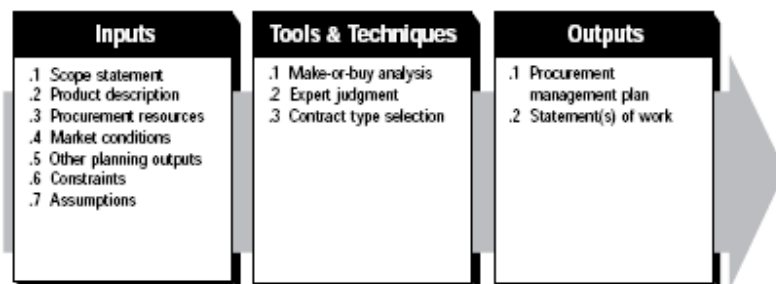 Inputs
.1 Scope statement
.2 Product description
.3 Procurement resources
.4 Market conditions
.5 Other planning outputs
.6 Constraints
.7 Assumptions
Tools & Techniques
.1 Make-or-buy analysis
.2 Expert judgment
.3 Contract type selection
Outputs
.1 Procurement
management plan
.2 Statement(s) of work